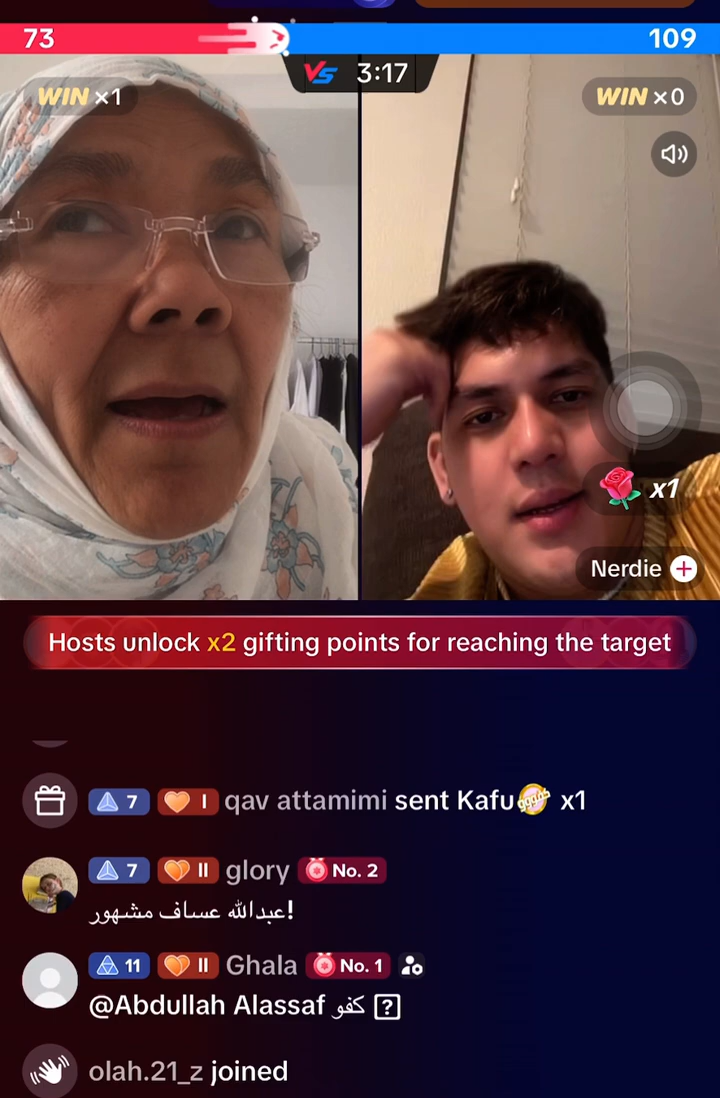 73
109
VS 3:17
WIN x1
WIN x0
x1
Nerdie +
Hosts unlock x2 gifting points for reaching the target
7 I qav attamimi sent Kafu كفووو x1
7 II glory No. 2
عبدالله عساف مشهور!
11 II Ghala No. 1
@Abdullah Alassaf كفو ?
olah.21_z joined